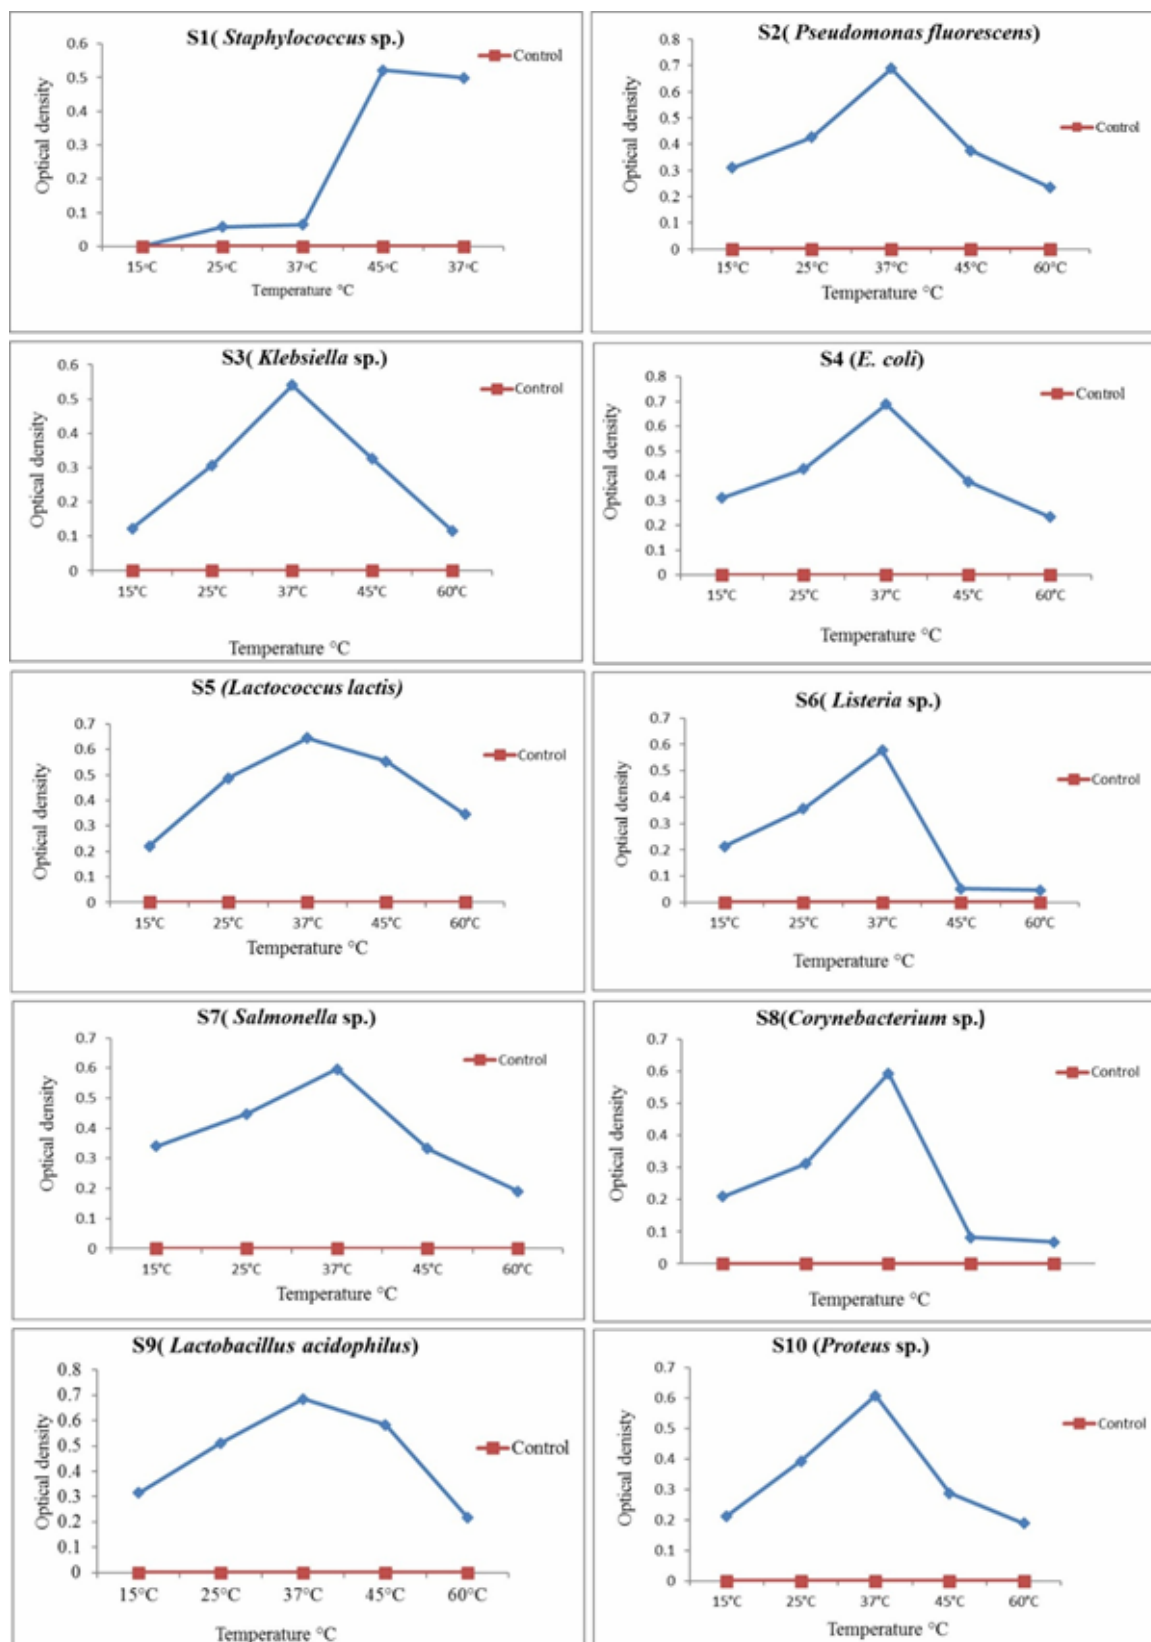 S1( Staphylococcus sp.)
0.6
0.5
0.4
0.3
0.2
0.1
0
Optical density
Control
15°C 25°C 37°C 45°C 37°C
Temperature °C
S2( Pseudomonas fluorescens)
0.8
0.7
0.6
0.5
0.4
0.3
0.2
0.1
0
Optical density
Control
15°C 25°C 37°C 45°C 60°C
Temperature °C
S3( Klebsiella sp.)
0.6
0.5
0.4
0.3
0.2
0.1
0
Optical density
Control
15°C 25°C 37°C 45°C 60°C
Temperature °C
S4 (E. coli)
0.8
0.7
0.6
0.5
0.4
0.3
0.2
0.1
0
Optical density
Control
15°C 25°C 37°C 45°C 60°C
Temperature °C
S5 (Lactococcus lactis)
0.7
0.6
0.5
0.4
0.3
0.2
0.1
0
Optical density
Control
15°C 25°C 37°C 45°C 60°C
Temperature °C
S6( Listeria sp.)
0.7
0.6
0.5
0.4
0.3
0.2
0.1
0
Optical density
Control
15°C 25°C 37°C 45°C 60°C
Temperature °C
S7( Salmonella sp.)
0.7
0.6
0.5
0.4
0.3
0.2
0.1
0
Optical density
Control
15°C 25°C 37°C 45°C 60°C
Temperature °C
S8(Corynebacterium sp.)
0.7
0.6
0.5
0.4
0.3
0.2
0.1
0
Optical density
Control
Temperature °C
S9( Lactobacillus acidophilus)
0.8
0.7
0.6
0.5
0.4
0.3
0.2
0.1
0
Optical density
Control
15°C 25°C 37°C 45°C 60°C
Temperature °C
S10 (Proteus sp.)
0.7
0.6
0.5
0.4
0.3
0.2
0.1
0
Optical denisty
Control
15°C 25°C 37°C 45°C 60°C
Temperature °C